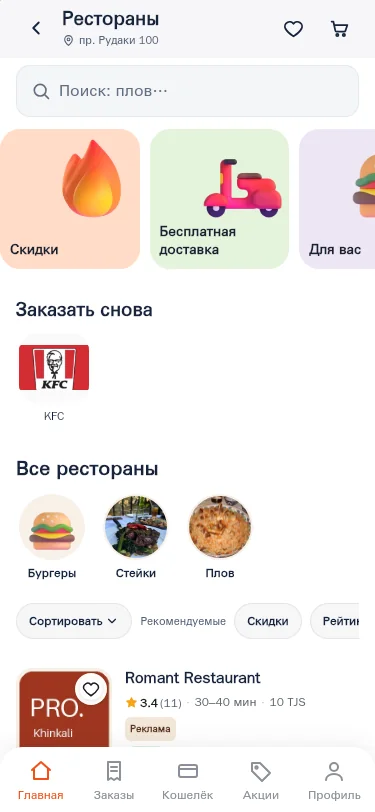 Рестораны
пр. Рудаки 100
Поиск: плов···
Скидки
Бесплатная
доставка
Для вас
Заказать снова
KFC
KFC
Все рестораны
Бургеры
Стейки
Плов
Сортировать
Рекомендуемые
Скидки
Рейтин
Romant Restaurant
3.4 (11) · 30–40 мин · 10 TJS
PRO.
Khinkali
Реклама
Главная
Заказы
Кошелёк
Акции
Профиль